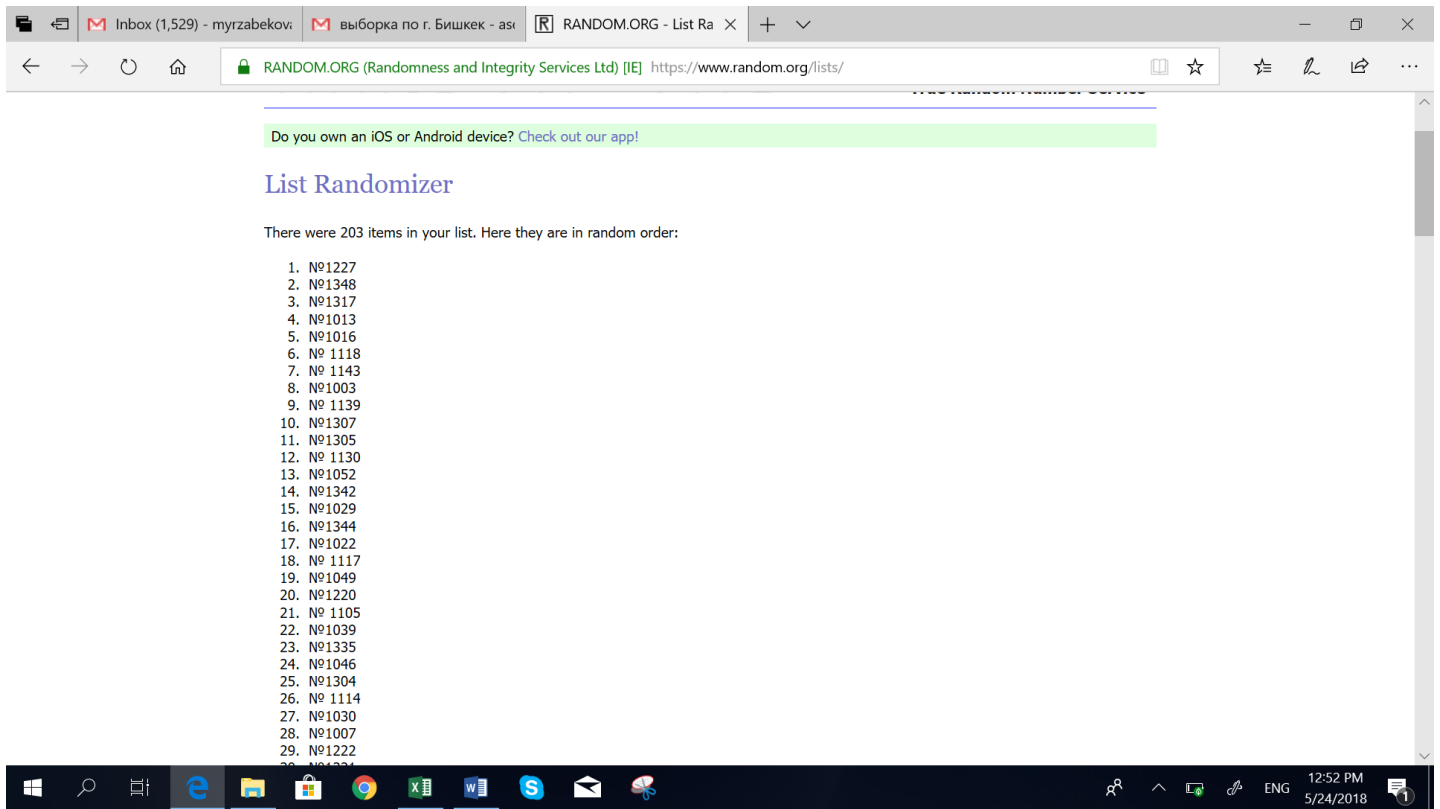 Inbox (1,529) - myrzabekova
выборка по г. Бишкек - ase
RANDOM.ORG - List Ra
RANDOM.ORG (Randomness and Integrity Services Ltd) [IE] https://www.random.org/lists/
True Random Number Service
Do you own an iOS or Android device? Check out our app!
List Randomizer
There were 203 items in your list. Here they are in random order:
1. №1227
2. №1348
3. №1317
4. №1013
5. №1016
6. № 1118
7. № 1143
8. №1003
9. № 1139
10. №1307
11. №1305
12. № 1130
13. №1052
14. №1342
15. №1029
16. №1344
17. №1022
18. № 1117
19. №1049
20. №1220
21. № 1105
22. №1039
23. №1335
24. №1046
25. №1304
26. № 1114
27. №1030
28. №1007
29. №1222
ENG
12:52 PM
5/24/2018
1